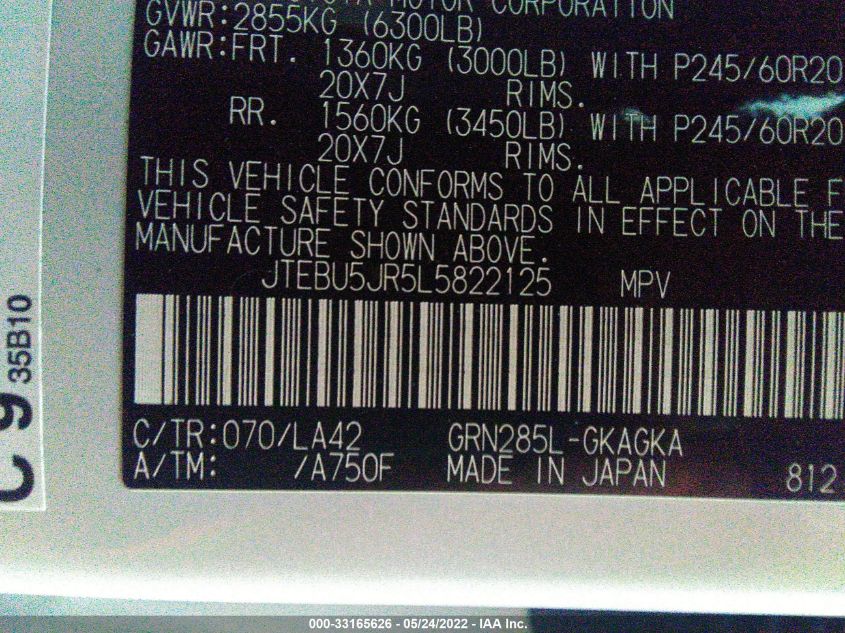 MOTOR CORPORATION
GVWR:2855KG (6300LB)
GAWR:FRT. 1360KG (3000LB) WITH P245/60R20
20X7J RIMS.
RR. 1560KG (3450LB) WITH P245/60R20
20X7J RIMS.
THIS VEHICLE CONFORMS TO ALL APPLICABLE F
VEHICLE SAFETY STANDARDS IN EFFECT ON THE
MANUFACTURE SHOWN ABOVE.
JTEBU5JR5L5822125 MPV
C/TR:070/LA42 GRN285L-GKAGKA
A/TM: /A750F MADE IN JAPAN 812
C 9 35B10
000-33165626 - 05/24/2022 - IAA Inc.